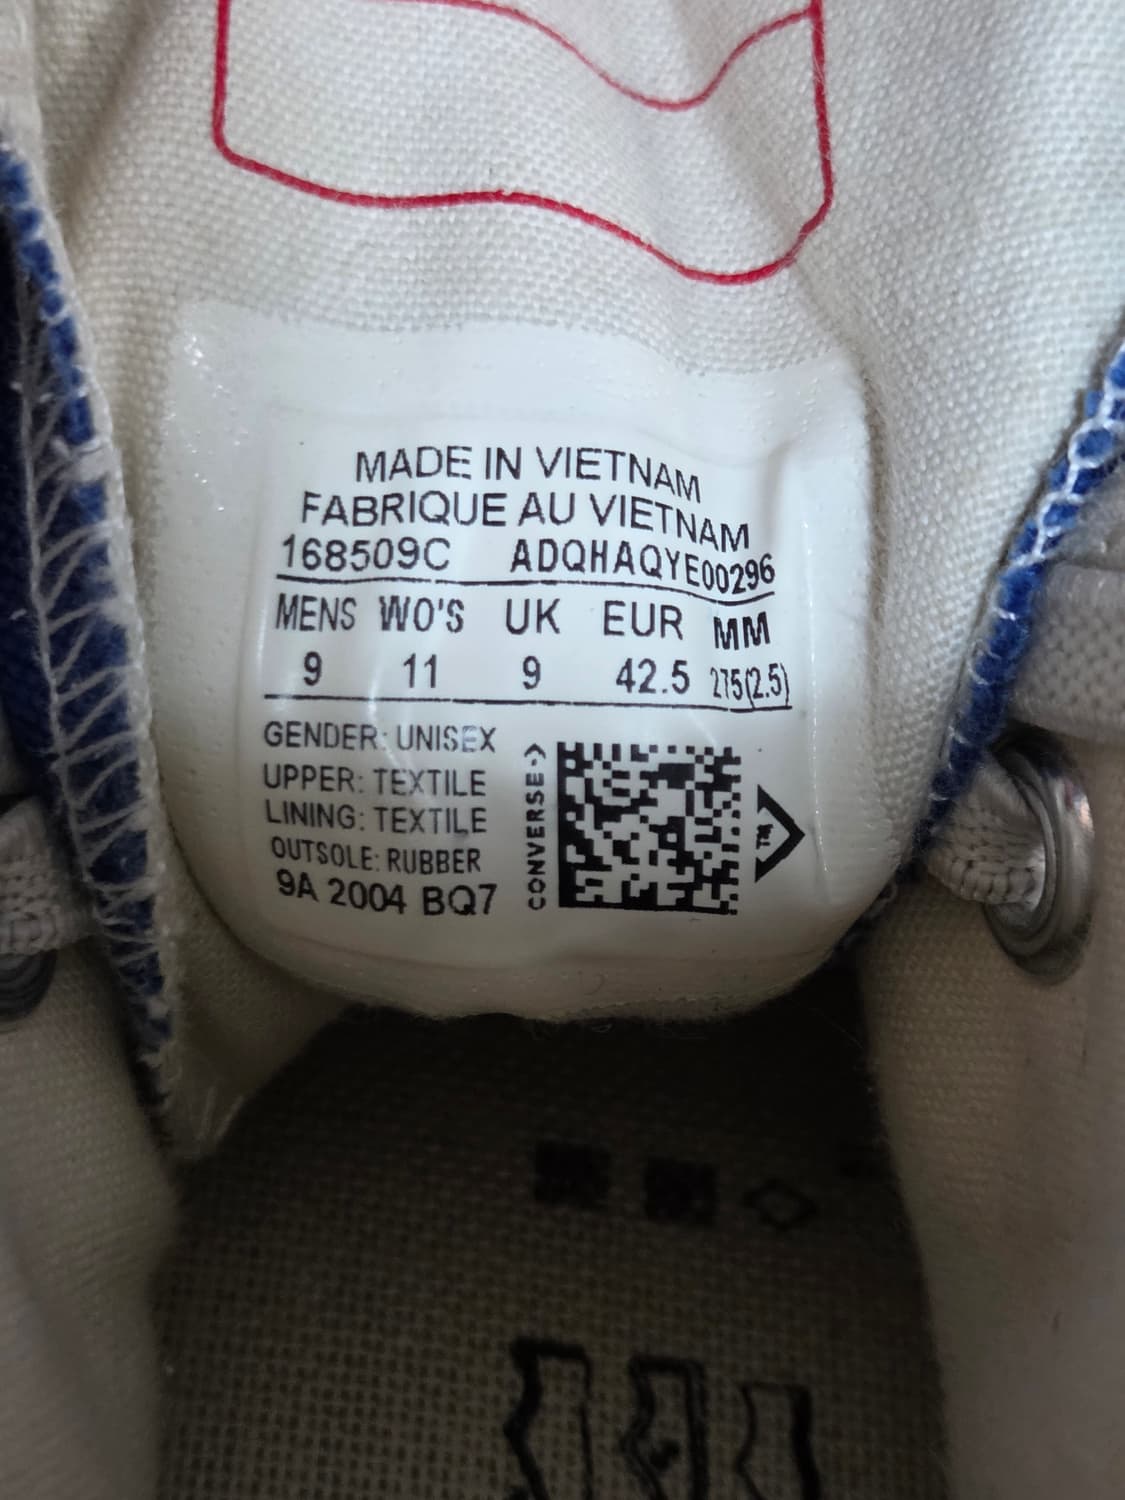 MADE IN VIETNAM
FABRIQUE AU VIETNAM
168509C ADQHAQYE00296
MENS WO'S UK EUR MM
9 11 9 42.5 275(2.5)
GENDER: UNISEX
UPPER: TEXTILE
LINING: TEXTILE
OUTSOLE: RUBBER
9A 2004 BQ7
CONVERSE
TM